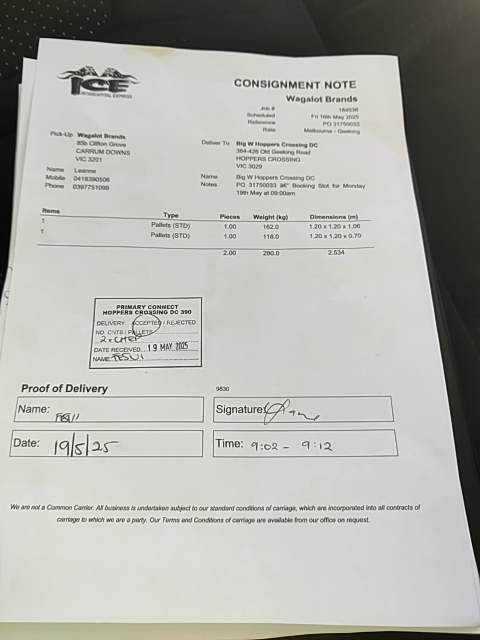 ICE
INTERCAPITAL EXPRESS
CONSIGNMENT NOTE
Wagalot Brands
Job # 184536
Scheduled Fri 16th May 2025
Reference PO 31750033
Rate Melbourne - Geelong
Pick-Up Wagalot Brands
85b Clifton Grove
CARRUM DOWNS
VIC 3201
Name Leanne
Mobile 0418390506
Phone 0397751099
Deliver To Big W Hoppers Crossing DC
364-426 Old Geelong Road
HOPPERS CROSSING
VIC 3029
Name Big W Hoppers Crossing DC
Notes PO 31750033 â€" Booking Slot for Monday
19th May at 09:00am
Items Type Pieces Weight (kg) Dimensions (m)
1 Pallets (STD) 1.00 162.0 1.20 x 1.20 x 1.06
1 Pallets (STD) 1.00 118.0 1.20 x 1.20 x 0.70
2.00 280.0 2.534
PRIMARY CONNECT
HOPPERS CROSSING DC 390
DELIVERY: ACCEPTED / REJECTED
NO. CNTS / PALLETS
2 x CHEP
DATE RECEIVED 19 MAY 2025
NAME
Proof of Delivery
9830
Name:
Signature:
Date: 19/5/25
Time: 9:02 - 9:12
We are not a Common Carrier. All business is undertaken subject to our standard conditions of carriage, which are incorporated into all contracts of
carriage to which we are a party. Our Terms and Conditions of carriage are available from our office on request.